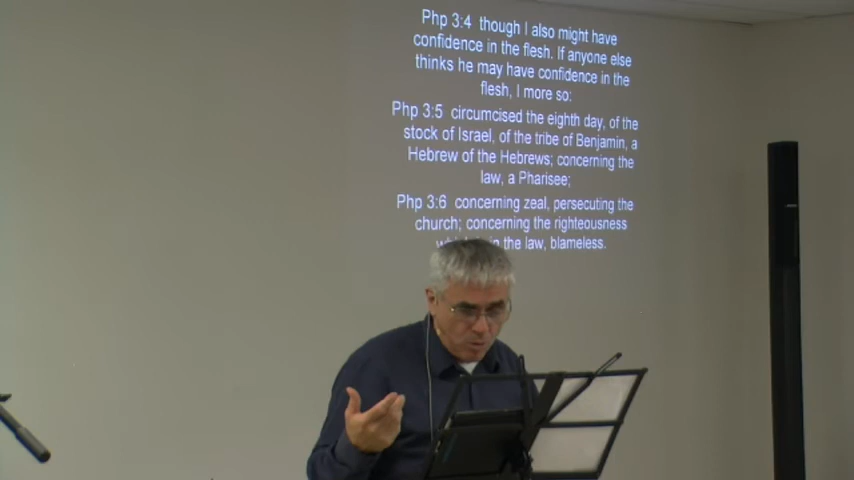 Php 3:4 though I also might have
confidence in the flesh. If anyone else
thinks he may have confidence in the
flesh, I more so:
Php 3:5 circumcised the eighth day, of the
stock of Israel, of the tribe of Benjamin, a
Hebrew of the Hebrews; concerning the
law, a Pharisee;
Php 3:6 concerning zeal, persecuting the
church; concerning the righteousness
in the law, blameless.